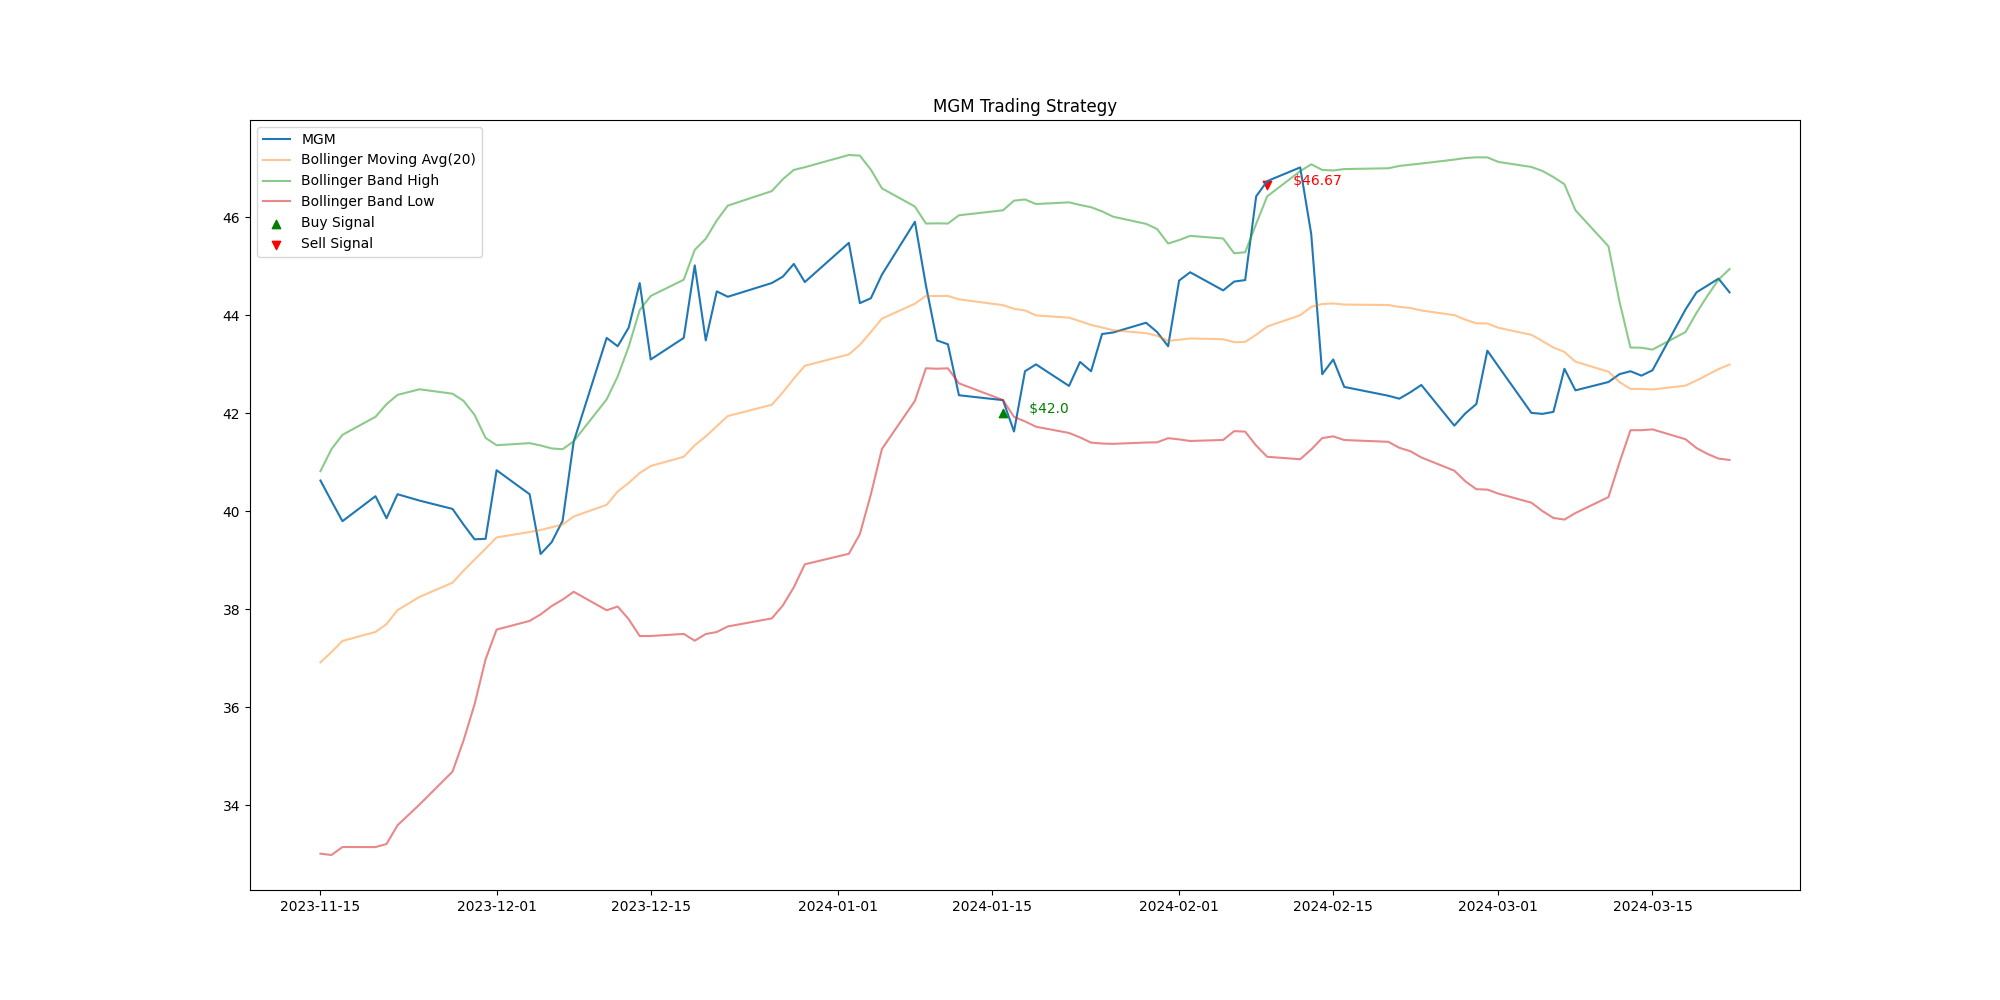 MGM Trading Strategy
MGM
Bollinger Moving Avg(20)
Bollinger Band High
Bollinger Band Low
Buy Signal
Sell Signal
$46.67
$42.0
46
44
42
40
38
36
34
2023-11-15 2023-12-01 2023-12-15 2024-01-01 2024-01-15 2024-02-01 2024-02-15 2024-03-01 2024-03-15